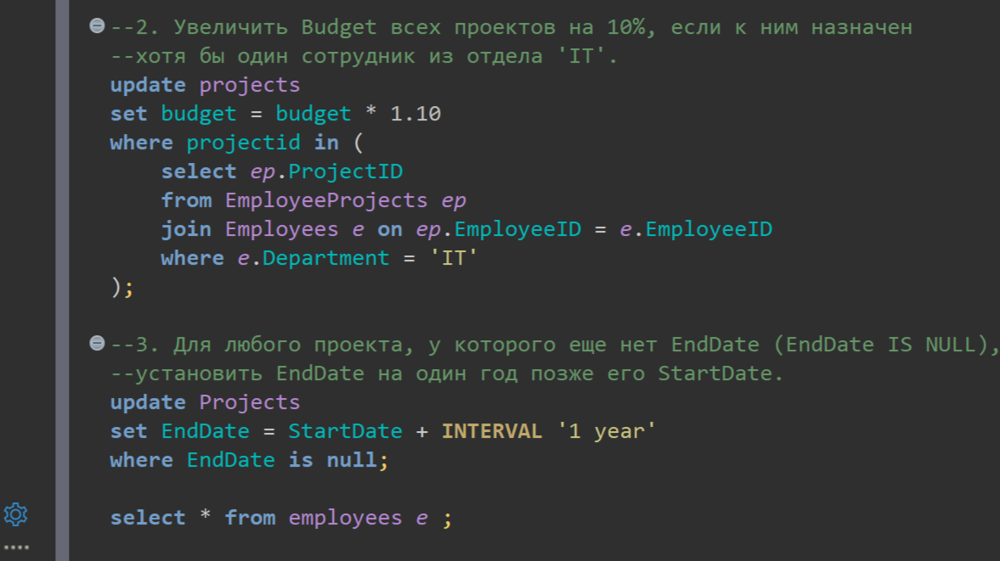 --2. Увеличить Budget всех проектов на 10%, если к ним назначен
--хотя бы один сотрудник из отдела 'IT'.
update projects
set budget = budget * 1.10
where projectid in (
    select ep.ProjectID
    from EmployeeProjects ep
    join Employees e on ep.EmployeeID = e.EmployeeID
    where e.Department = 'IT'
);
--3. Для любого проекта, у которого еще нет EndDate (EndDate IS NULL),
--установить EndDate на один год позже его StartDate.
update Projects
set EndDate = StartDate + INTERVAL '1 year'
where EndDate is null;
select * from employees e ;